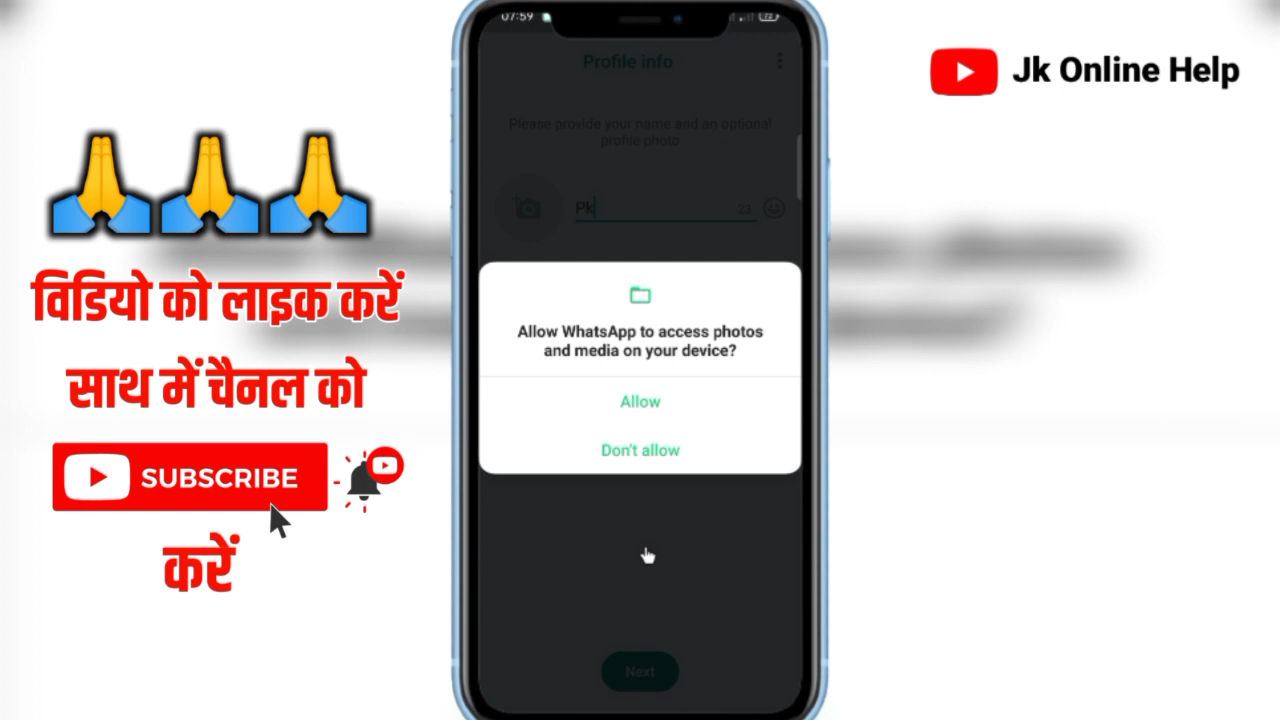 07:59
72
Jk Online Help
Profile info
Please provide your name and an optional
profile photo
Pk
23
विडियो को लाइक करें
साथ में चैनल को
SUBSCRIBE
करें
Allow WhatsApp to access photos
and media on your device?
Allow
Don't allow
Next